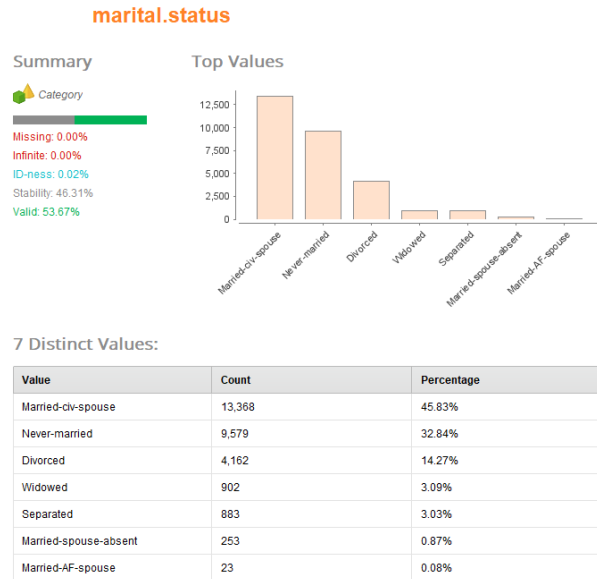 marital.status
Summary
Top Values
Category
Missing: 0.00%
Infinite: 0.00%
ID-ness: 0.02%
Stability: 46.31%
Valid: 53.67%
12,500
10,000
7,500
5,000
2,500
0
Married-civ-spouse
Never-married
Divorced
Widowed
Separated
Married-spouse-absent
Married-AF-spouse
7 Distinct Values:
Value Count Percentage
Married-civ-spouse 13,368 45.83%
Never-married 9,579 32.84%
Divorced 4,162 14.27%
Widowed 902 3.09%
Separated 883 3.03%
Married-spouse-absent 253 0.87%
Married-AF-spouse 23 0.08%